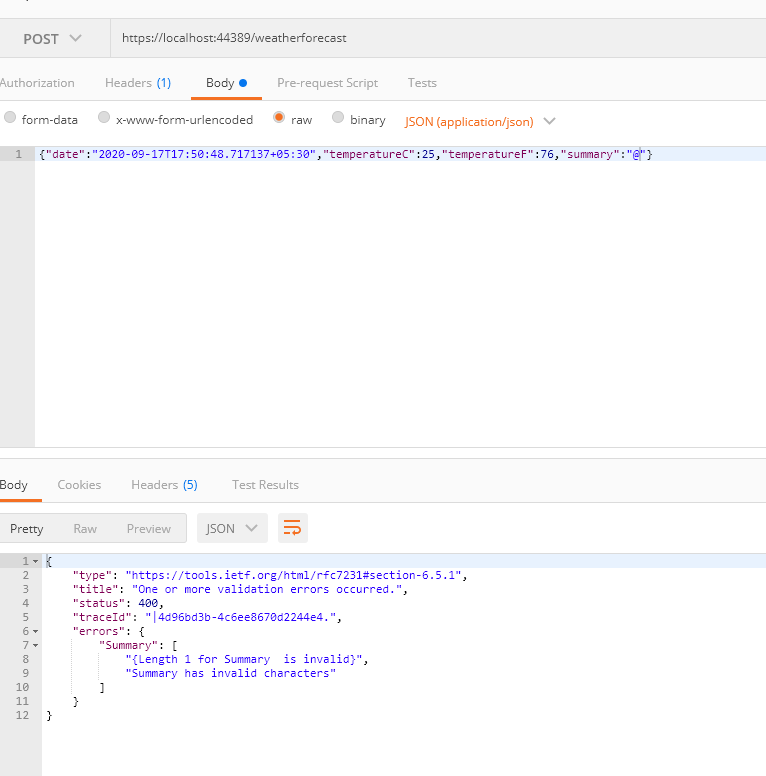 POST https://localhost:44389/weatherforecast
Authorization Headers (1) Body Pre-request Script Tests
form-data x-www-form-urlencoded raw binary JSON (application/json)
1 {"date":"2020-09-17T17:50:48.717137+05:30","temperatureC":25,"temperatureF":76,"summary":"@"}
Body Cookies Headers (5) Test Results
Pretty Raw Preview JSON
1 {
2 "type": "https://tools.ietf.org/html/rfc7231#section-6.5.1",
3 "title": "One or more validation errors occurred.",
4 "status": 400,
5 "traceId": "|4d96bd3b-4c6ee8670d2244e4.",
6 "errors": {
7 "Summary": [
8 "{Length 1 for Summary  is invalid}",
9 "Summary has invalid characters"
10 ]
11 }
12 }